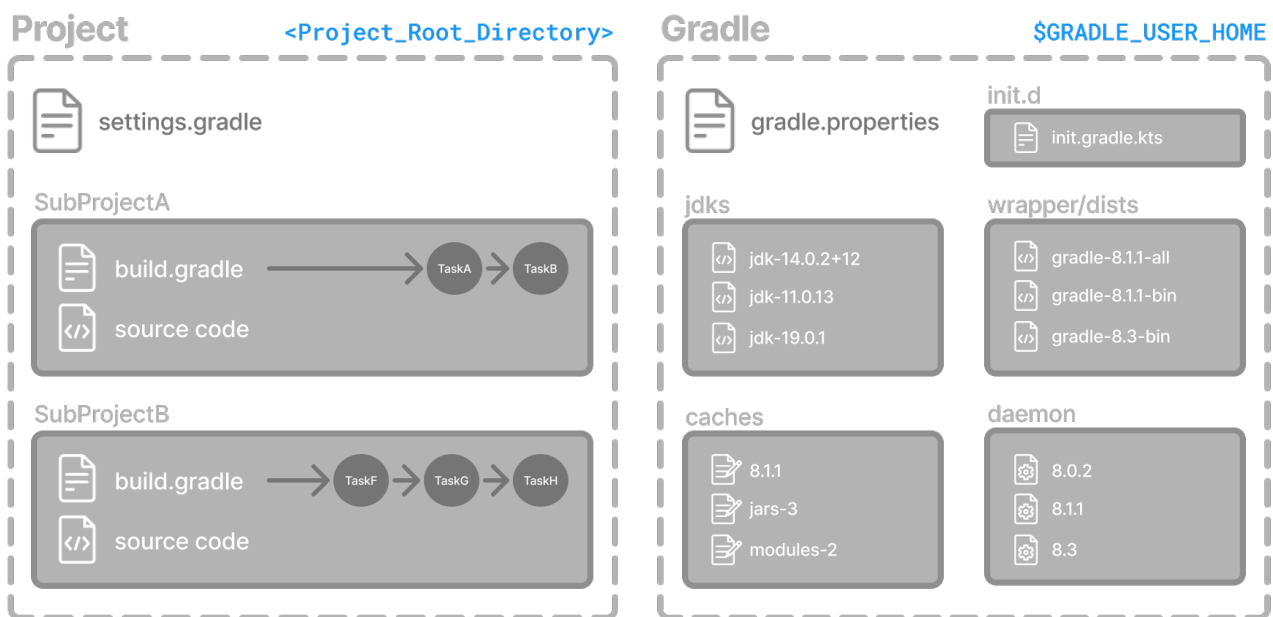 Project
<Project_Root_Directory>
settings.gradle
SubProjectA
build.gradle
TaskA
TaskB
source code
SubProjectB
build.gradle
TaskF
TaskG
TaskH
source code
Gradle
$GRADLE_USER_HOME
gradle.properties
init.d
init.gradle.kts
jdks
jdk-14.0.2+12
jdk-11.0.13
jdk-19.0.1
wrapper/dists
gradle-8.1.1-all
gradle-8.1.1-bin
gradle-8.3-bin
caches
8.1.1
jars-3
modules-2
daemon
8.0.2
8.1.1
8.3